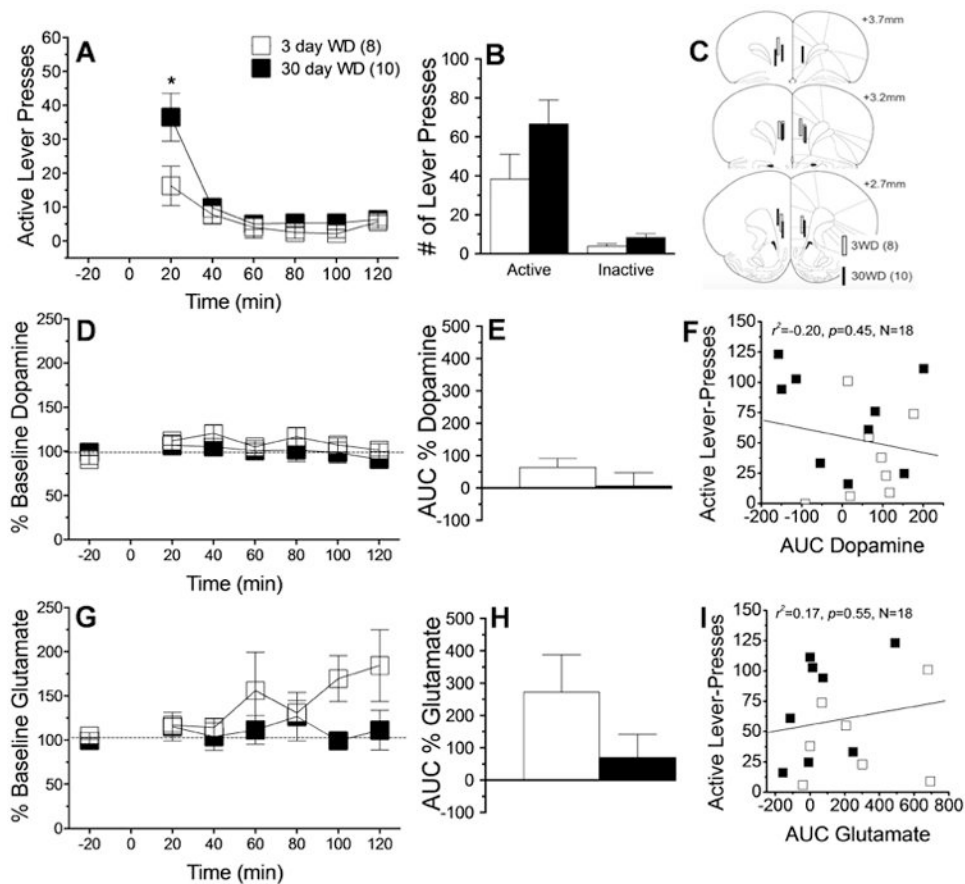 A
Active Lever Presses
60
50
40
30
20
10
0
*
3 day WD (8)
30 day WD (10)
-20 0 20 40 60 80 100 120
Time (min)
B
# of Lever Presses
100
80
60
40
20
0
Active Inactive
C
+3.7mm
+3.2mm
+2.7mm
3WD (8)
30WD (10)
D
% Baseline Dopamine
250
200
150
100
50
0
-20 0 20 40 60 80 100 120
Time (min)
E
AUC % Dopamine
500
400
300
200
100
0
-100
F
r²=-0.20, p=0.45, N=18
Active Lever-Presses
150
125
100
75
50
25
0
-200 -100 0 100 200
AUC Dopamine
G
% Baseline Glutamate
250
200
150
100
50
0
-20 0 20 40 60 80 100 120
Time (min)
H
AUC % Glutamate
500
400
300
200
100
0
-100
I
r²=0.17, p=0.55, N=18
Active Lever-Presses
150
125
100
75
50
25
0
-200 0 200 400 600 800
AUC Glutamate